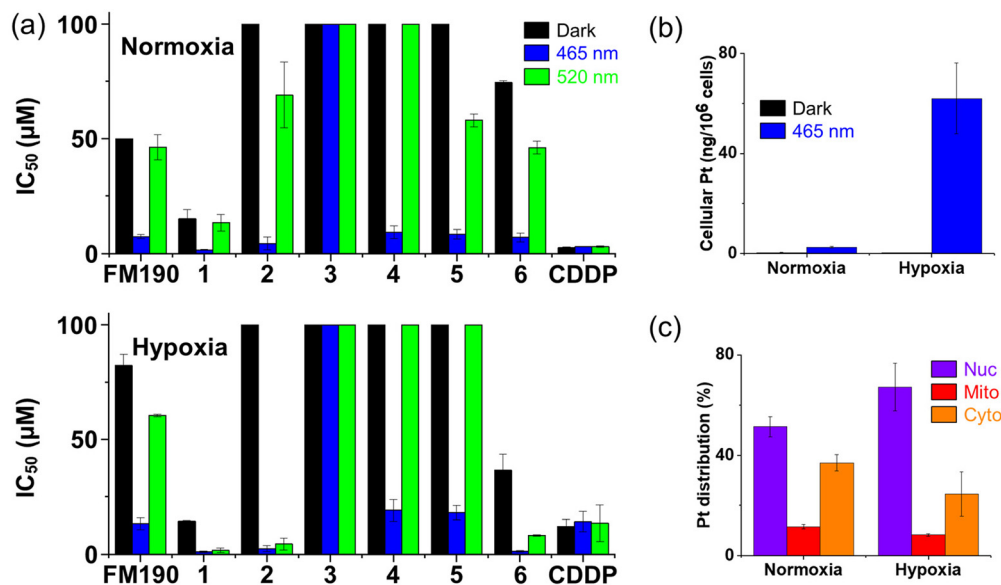 (a)
Normoxia
Dark
465 nm
520 nm
IC50 (µM)
100
50
0
FM190 1 2 3 4 5 6 CDDP
Hypoxia
IC50 (µM)
100
50
0
FM190 1 2 3 4 5 6 CDDP
(b)
Dark
465 nm
Cellular Pt (ng/10⁶ cells)
80
40
0
Normoxia Hypoxia
(c)
Nuc
Mito
Cyto
Pt distribution (%)
80
40
0
Normoxia Hypoxia